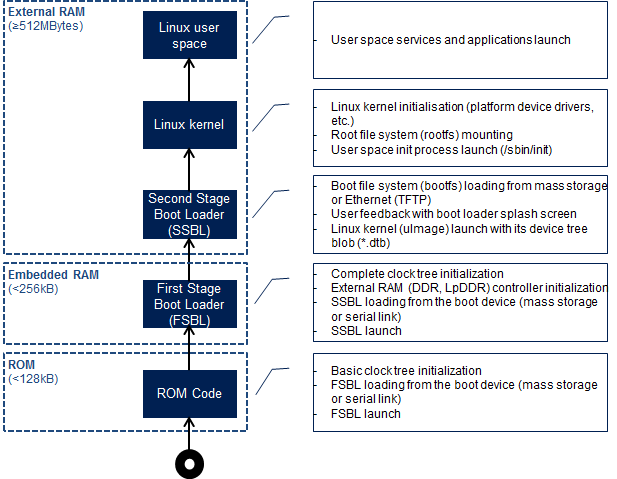 External RAM
(≥512MBytes)
Linux user
space
- User space services and applications launch
Linux kernel
- Linux kernel initialisation (platform device drivers,
etc.)
- Root file system (rootfs) mounting
- User space init process launch (/sbin/init)
Second Stage
Boot Loader
(SSBL)
- Boot file system (bootfs) loading from mass storage
or Ethernet (TFTP)
- User feedback with boot loader splash screen
- Linux kernel (uImage) launch with its device tree
blob (*.dtb)
Embedded RAM
(<256kB)
First Stage
Boot Loader
(FSBL)
- Complete clock tree initialization
- External RAM (DDR, LpDDR) controller initialization
- SSBL loading from the boot device (mass storage
or serial link)
- SSBL launch
ROM
(<128kB)
ROM Code
- Basic clock tree initialization
- FSBL loading from the boot device (mass storage
or serial link)
- FSBL launch